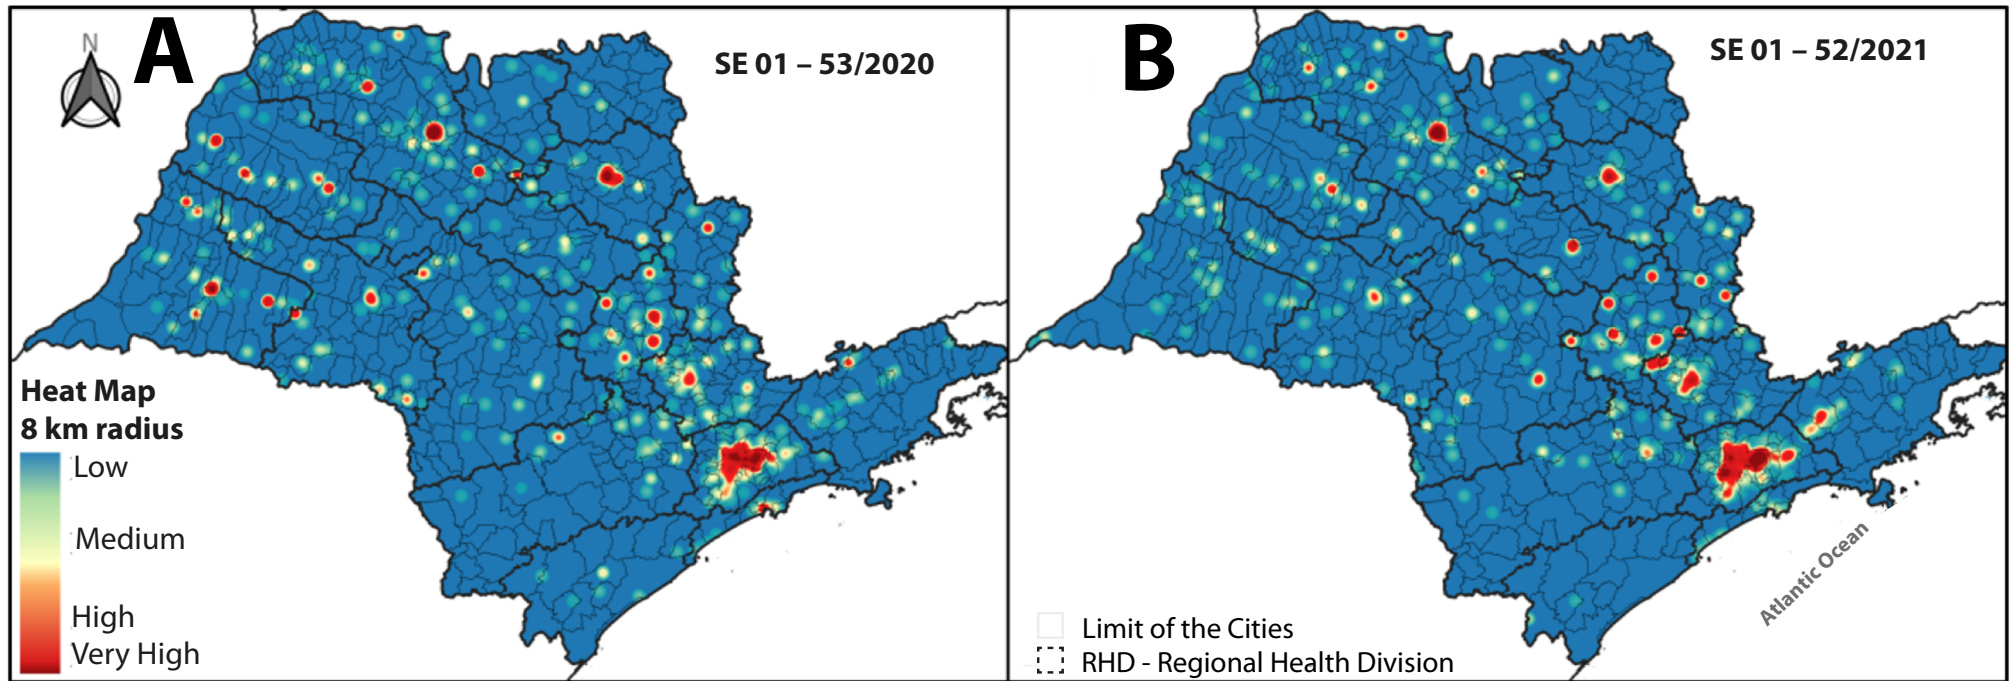 N
A
SE 01 – 53/2020
Heat Map
8 km radius
Low
Medium
High
Very High
B
SE 01 – 52/2021
Atlantic Ocean
Limit of the Cities
RHD - Regional Health Division